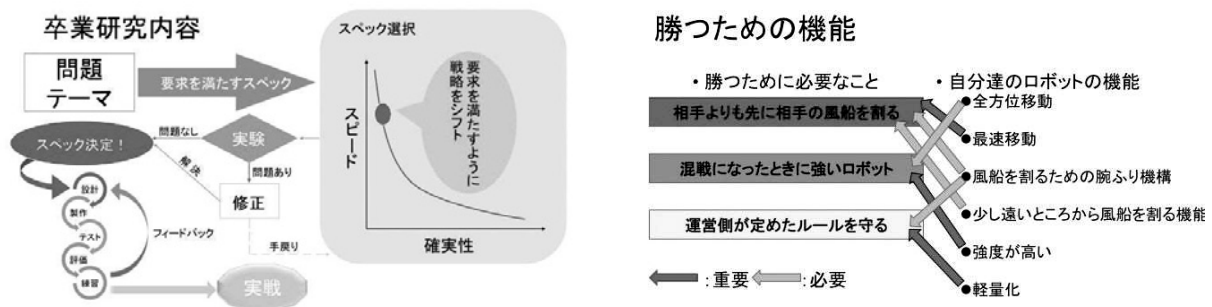 卒業研究内容
問題
テーマ
要求を満たすスペック
スペック選択
要求を満たすように
戦略をシフト
スピード
確実性
スペック決定！
問題なし
実験
解決
問題あり
修正
手戻り
設計
製作
テスト
評価
練習
フィードバック
実戦
勝つための機能
・勝つために必要なこと
相手よりも先に相手の風船を割る
混戦になったときに強いロボット
運営側が定めたルールを守る
・自分達のロボットの機能
●全方位移動
●最速移動
●風船を割るための腕ふり機構
●少し遠いところから風船を割る機能
●強度が高い
●軽量化
:重要
:必要